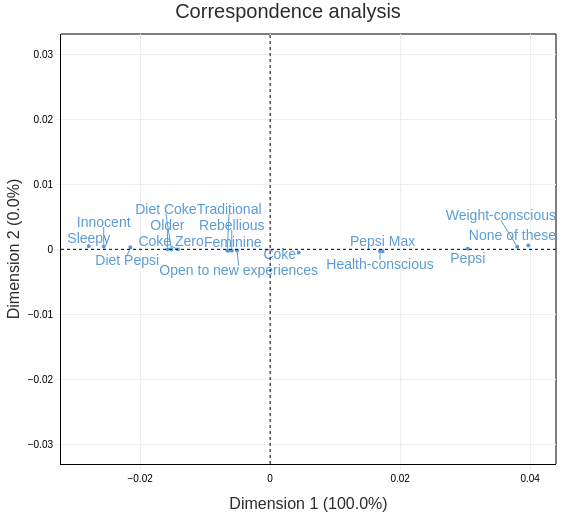 Correspondence analysis
0.03
0.02
0.01
0
−0.01
−0.02
−0.03
Dimension 2 (0.0%)
Innocent
Sleepy
Diet Pepsi
Diet Coke
Older
Coke Zero
Traditional
Rebellious
Feminine
Open to new experiences
Coke
Pepsi Max
Health-conscious
Weight-conscious
None of these
Pepsi
−0.02
0
0.02
0.04
Dimension 1 (100.0%)